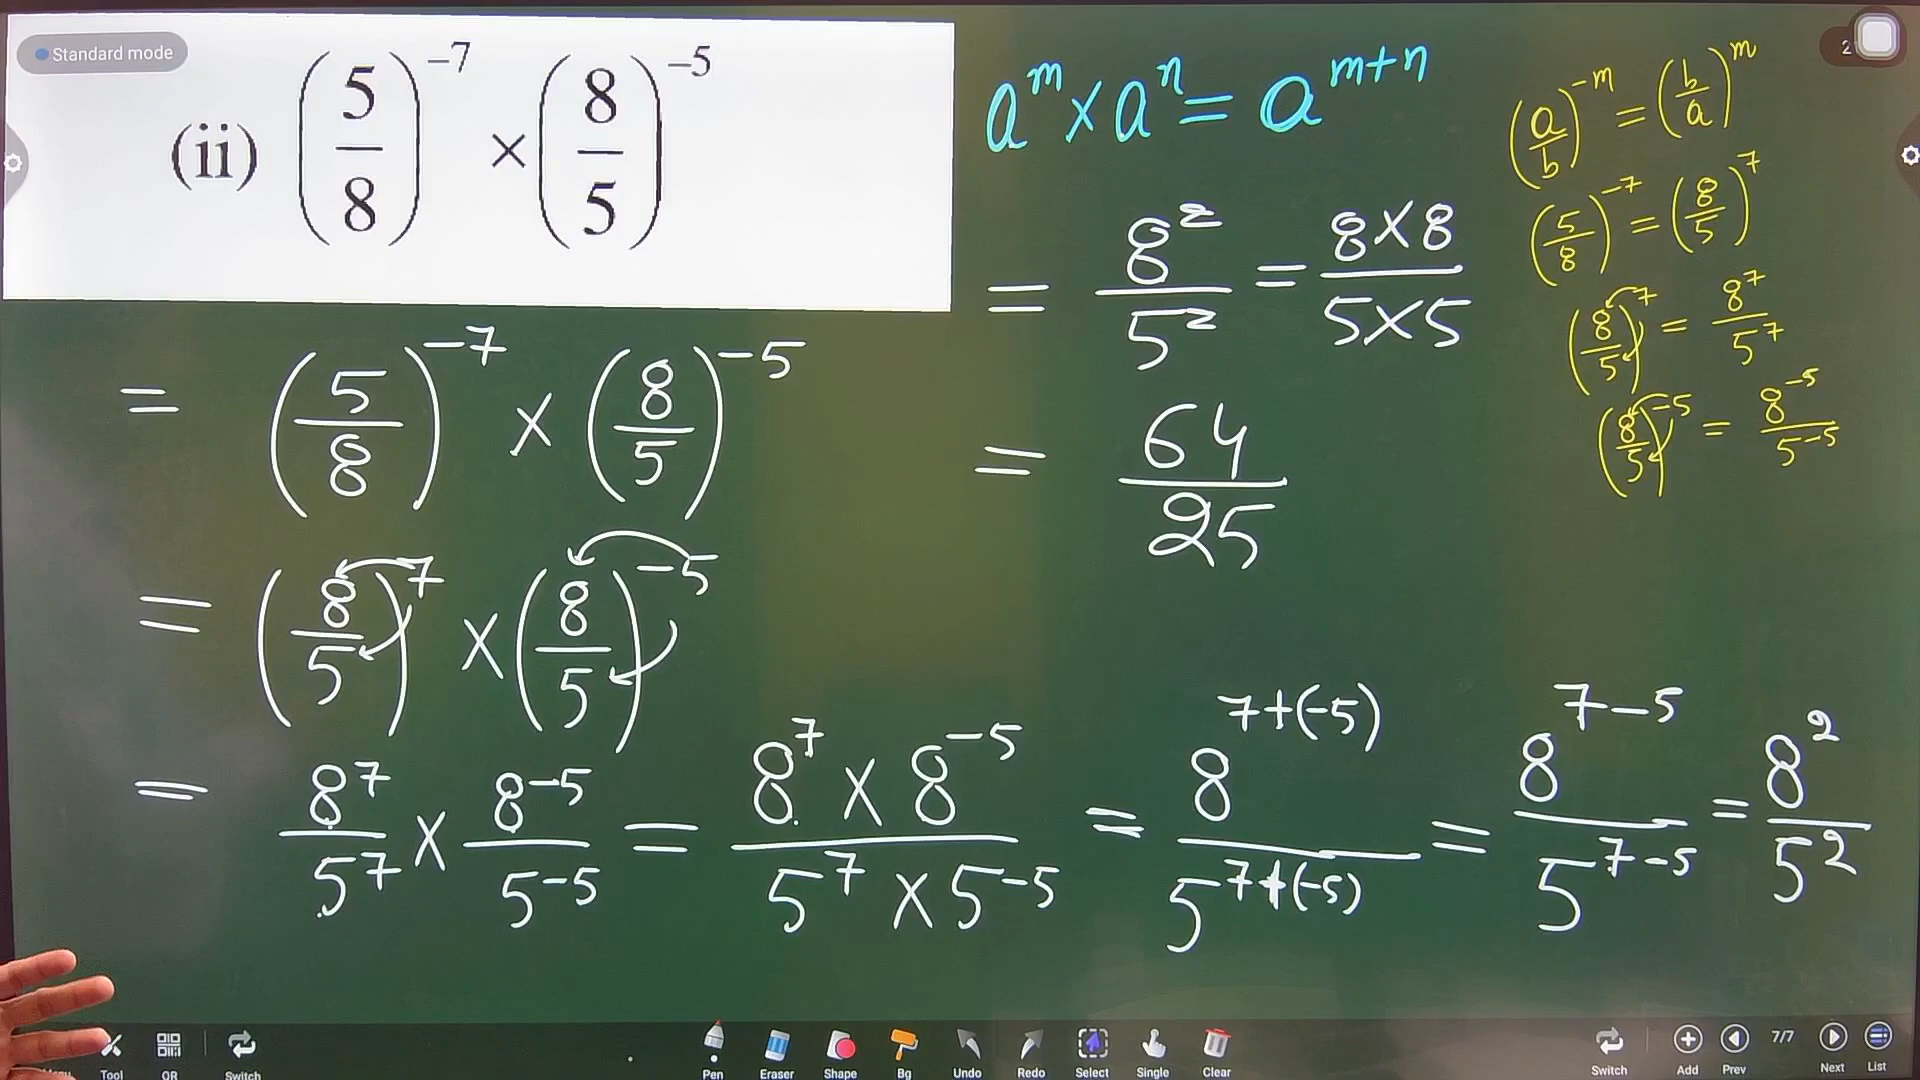 Standard mode
(ii) (5/8)^-7 × (8/5)^-5
= (5/8)^-7 × (8/5)^-5
= (8/5)^7 × (8/5)^-5
= 8^7/5^7 × 8^-5/5^-5 = (8^7 × 8^-5)/(5^7 × 5^-5) = 8^(7+(-5))/5^(7+(-5)) = 8^(7-5)/5^(7-5) = 8^2/5^2
a^m × a^n = a^(m+n)
= 8^2/5^2 = (8×8)/(5×5)
= 64/25
(a/b)^-m = (b/a)^m
(5/8)^-7 = (8/5)^7
(8/5)^7 = 8^7/5^7
(8/5)^-5 = 8^-5/5^-5
Tool QR Switch Pen Eraser Shape Bg Undo Redo Select Single Clear Switch Add Prev 7/7 Next List